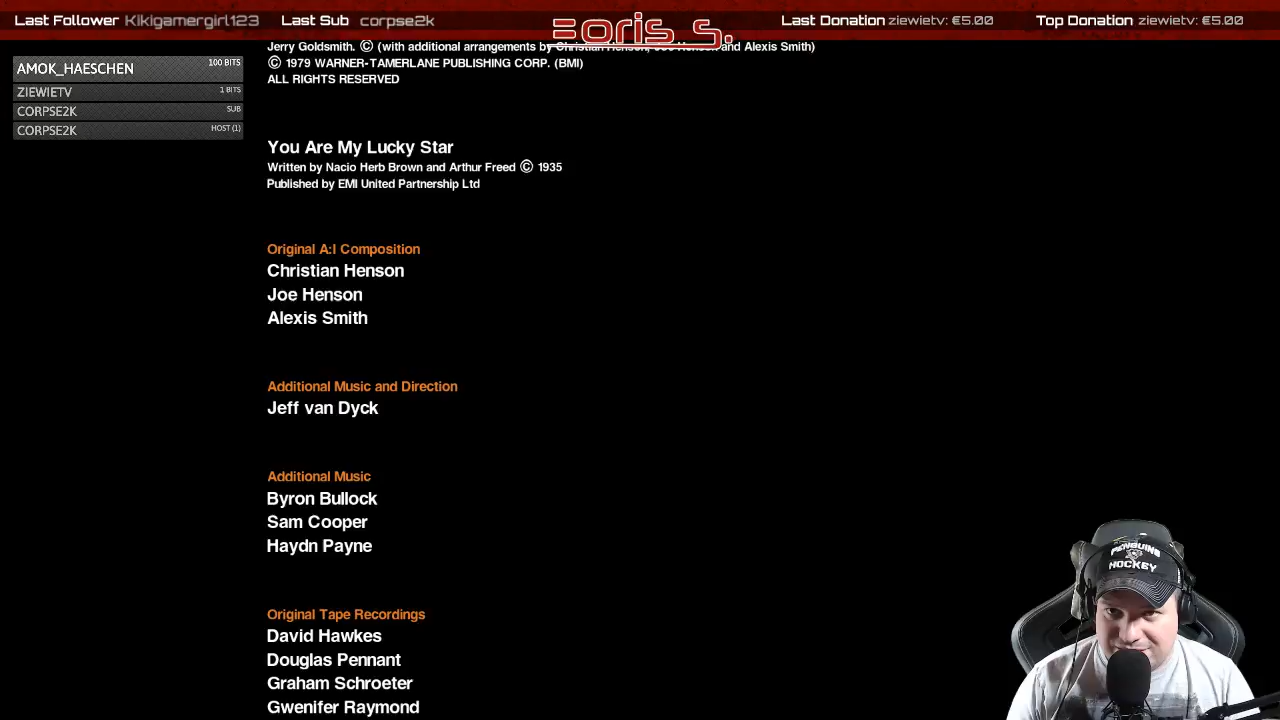 Last Follower Kikigamergirl123 Last Sub corpse2k oris s. Last Donation ziewietv: €5.00 Top Donation ziewietv: €5.00
Jerry Goldsmith. © (with additional arrangements by Christian Henson, Joe Henson and Alexis Smith)
© 1979 WARNER-TAMERLANE PUBLISHING CORP. (BMI)
ALL RIGHTS RESERVED
AMOK_HAESCHEN 100 BITS
ZIEWIETV 1 BITS
CORPSE2K SUB
CORPSE2K HOST (1)
You Are My Lucky Star
Written by Nacio Herb Brown and Arthur Freed © 1935
Published by EMI United Partnership Ltd
Original A:I Composition
Christian Henson
Joe Henson
Alexis Smith
Additional Music and Direction
Jeff van Dyck
Additional Music
Byron Bullock
Sam Cooper
Haydn Payne
Original Tape Recordings
David Hawkes
Douglas Pennant
Graham Schroeter
Gwenifer Raymond
PENGUINS
HOCKEY